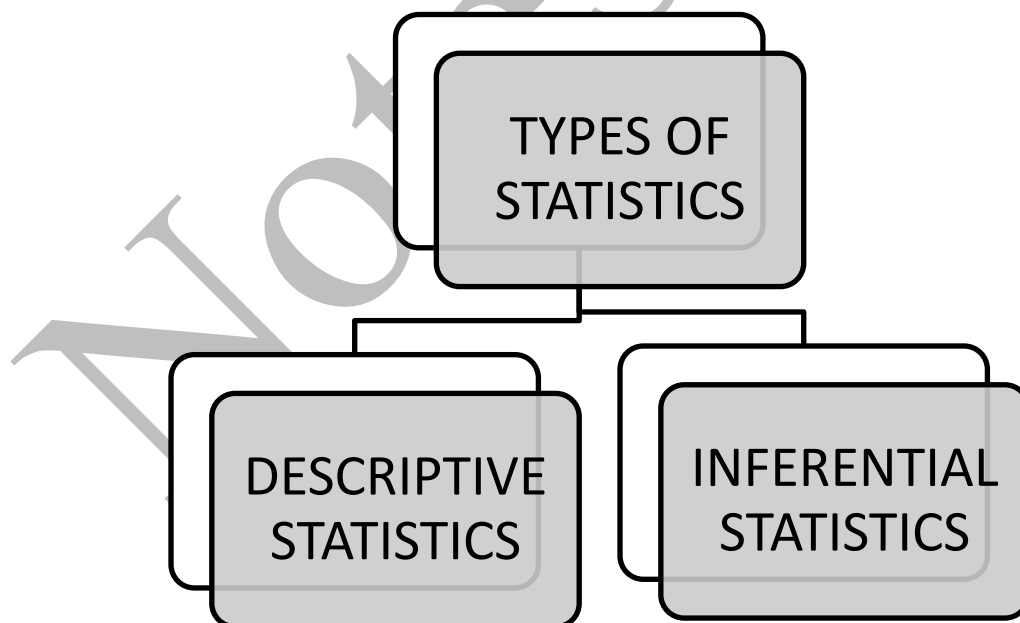 TYPES OF
STATISTICS
DESCRIPTIVE
STATISTICS
INFERENTIAL
STATISTICS